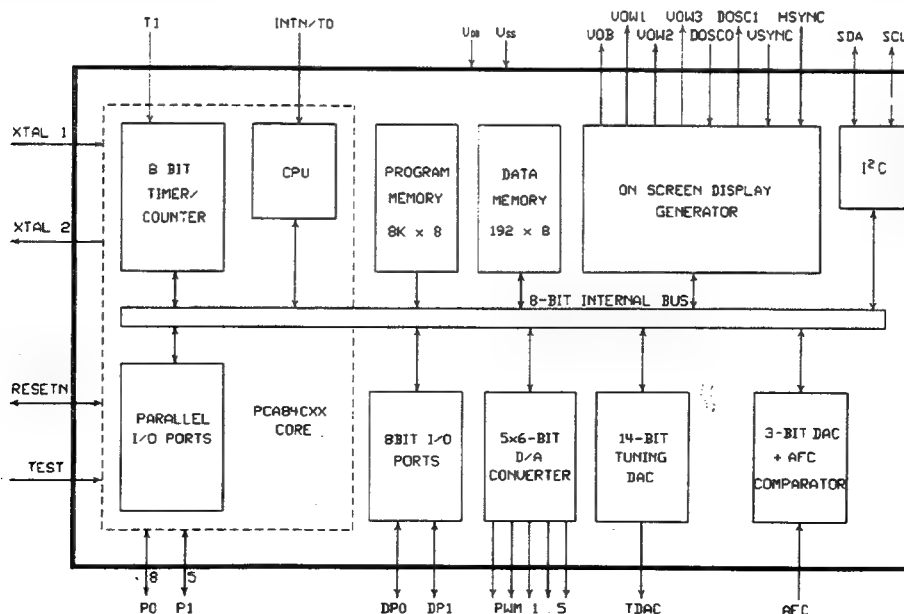 T1
INTN/TO
VDD
VSS
VOB
VOW1
VOW2
VOW3
DOSCO
DOSC1
VSYNC
HSYNC
SDA
SCL
XTAL 1
XTAL 2
8 BIT
TIMER/
COUNTER
CPU
PROGRAM
MEMORY
8K x 8
DATA
MEMORY
192 x 8
ON SCREEN DISPLAY
GENERATOR
I²C
8-BIT INTERNAL BUS
RESETN
TEST
PARALLEL
I/O PORTS
PCA84CXX
CORE
8BIT I/O
PORTS
5x6-BIT
D/A
CONVERTER
14-BIT
TUNING
DAC
3-BIT DAC
+ AFC
COMPARATOR
8
5
P0
P1
DP0
DP1
PWM 1 . 5
TDAC
AFC